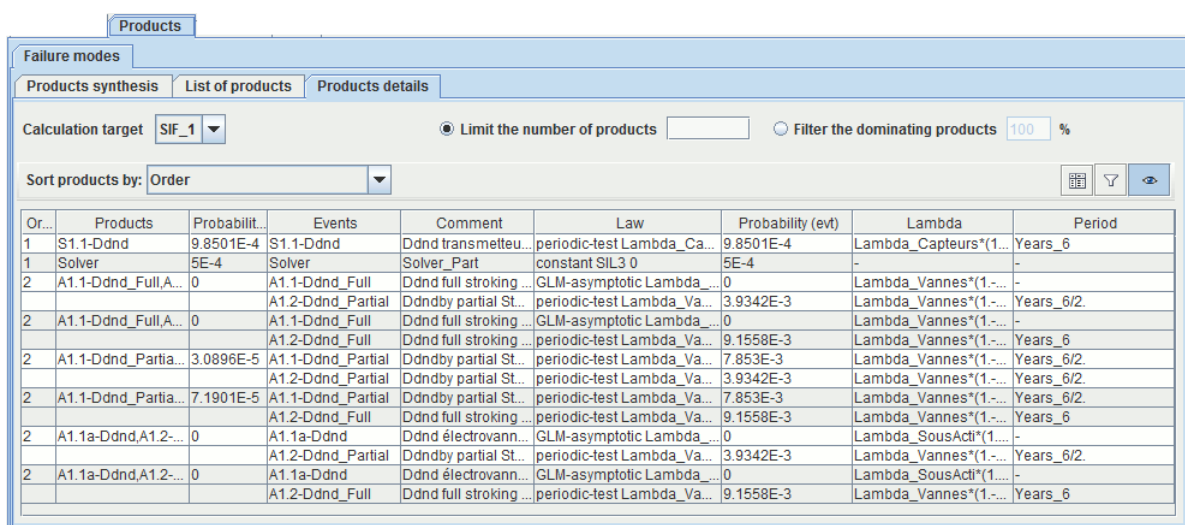 Products
Failure modes
Products synthesis List of products Products details
Calculation target SIF_1 Limit the number of products Filter the dominating products 100 %
Sort products by: Order
Or... Products Probabilit... Events Comment Law Probability (evt) Lambda Period
1 S1.1-Ddnd 9.8501E-4 S1.1-Ddnd Ddnd transmetteu... periodic-test Lambda_Ca... 9.8501E-4 Lambda_Capteurs*(1... Years_6
1 Solver 5E-4 Solver Solver_Part constant SIL3 0 5E-4 - -
2 A1.1-Ddnd_Full,A... 0 A1.1-Ddnd_Full Ddnd full stroking ... GLM-asymptotic Lambda_... 0 Lambda_Vannes*(1.-... -
A1.2-Ddnd_Partial Ddndby partial St... periodic-test Lambda_Va... 3.9342E-3 Lambda_Vannes*(1.-... Years_6/2.
2 A1.1-Ddnd_Full,A... 0 A1.1-Ddnd_Full Ddnd full stroking ... GLM-asymptotic Lambda_... 0 Lambda_Vannes*(1.-... -
A1.2-Ddnd_Full Ddnd full stroking ... periodic-test Lambda_Va... 9.1558E-3 Lambda_Vannes*(1.-... Years_6
2 A1.1-Ddnd_Partia... 3.0896E-5 A1.1-Ddnd_Partial Ddndby partial St... periodic-test Lambda_Va... 7.853E-3 Lambda_Vannes*(1.-... Years_6/2.
A1.2-Ddnd_Partial Ddndby partial St... periodic-test Lambda_Va... 3.9342E-3 Lambda_Vannes*(1.-... Years_6/2.
2 A1.1-Ddnd_Partia... 7.1901E-5 A1.1-Ddnd_Partial Ddndby partial St... periodic-test Lambda_Va... 7.853E-3 Lambda_Vannes*(1.-... Years_6/2.
A1.2-Ddnd_Full Ddnd full stroking ... periodic-test Lambda_Va... 9.1558E-3 Lambda_Vannes*(1.-... Years_6
2 A1.1a-Ddnd,A1.2-... 0 A1.1a-Ddnd Ddnd électrovann... GLM-asymptotic Lambda_... 0 Lambda_SousActi*(1.... -
A1.2-Ddnd_Partial Ddndby partial St... periodic-test Lambda_Va... 3.9342E-3 Lambda_Vannes*(1.-... Years_6/2.
2 A1.1a-Ddnd,A1.2-... 0 A1.1a-Ddnd Ddnd électrovann... GLM-asymptotic Lambda_... 0 Lambda_SousActi*(1.... -
A1.2-Ddnd_Full Ddnd full stroking ... periodic-test Lambda_Va... 9.1558E-3 Lambda_Vannes*(1.-... Years_6